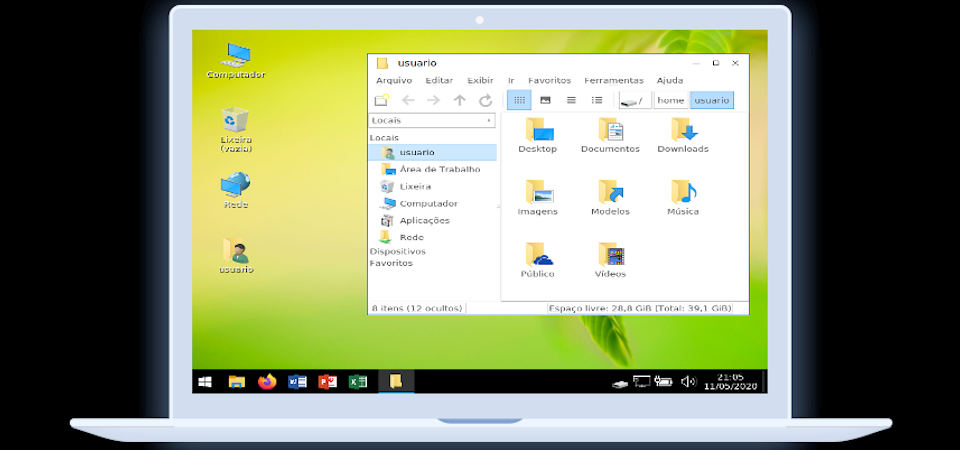 Computador
Lixeira
(vazia)
Rede
usuario
usuario
Arquivo Editar Exibir Ir Favoritos Ferramentas Ajuda
/ home usuario
Locais
Locais
usuario
Área de Trabalho
Lixeira
Computador
Aplicações
Rede
Dispositivos
Favoritos
Desktop Documentos Downloads
Imagens Modelos Música
Público Vídeos
8 itens (12 ocultos) Espaço livre: 28,8 GiB (Total: 39,1 GiB)
21:05
11/05/2020